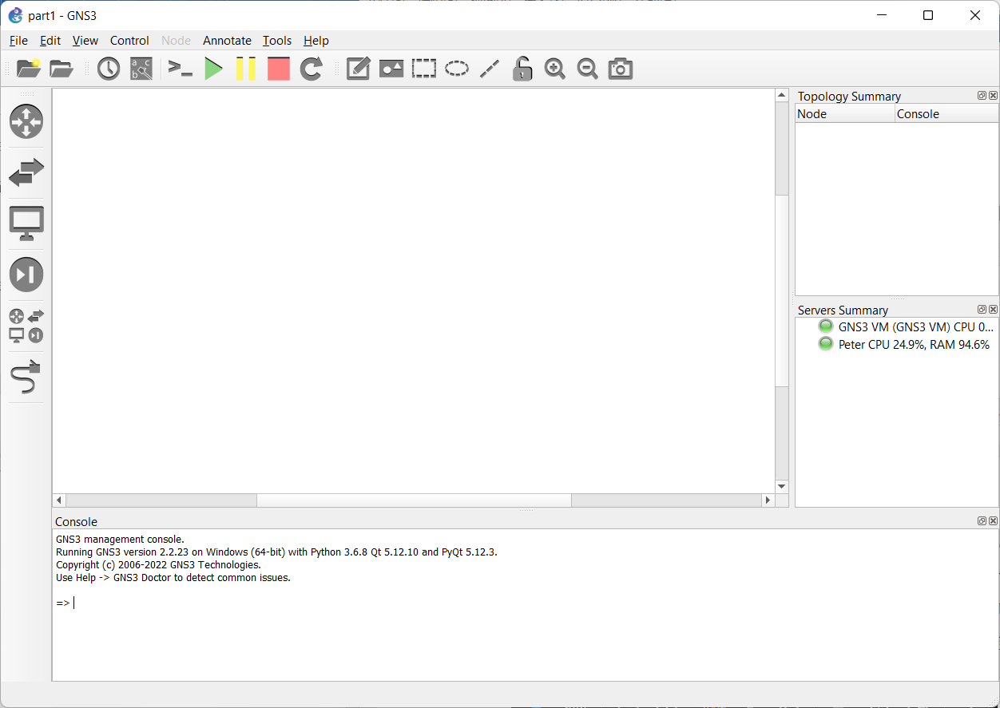 part1 - GNS3
File Edit View Control Node Annotate Tools Help
Topology Summary
Node Console
Servers Summary
GNS3 VM (GNS3 VM) CPU 0...
Peter CPU 24.9%, RAM 94.6%
Console
GNS3 management console.
Running GNS3 version 2.2.23 on Windows (64-bit) with Python 3.6.8 Qt 5.12.10 and PyQt 5.12.3.
Copyright (c) 2006-2022 GNS3 Technologies.
Use Help -> GNS3 Doctor to detect common issues.
=>